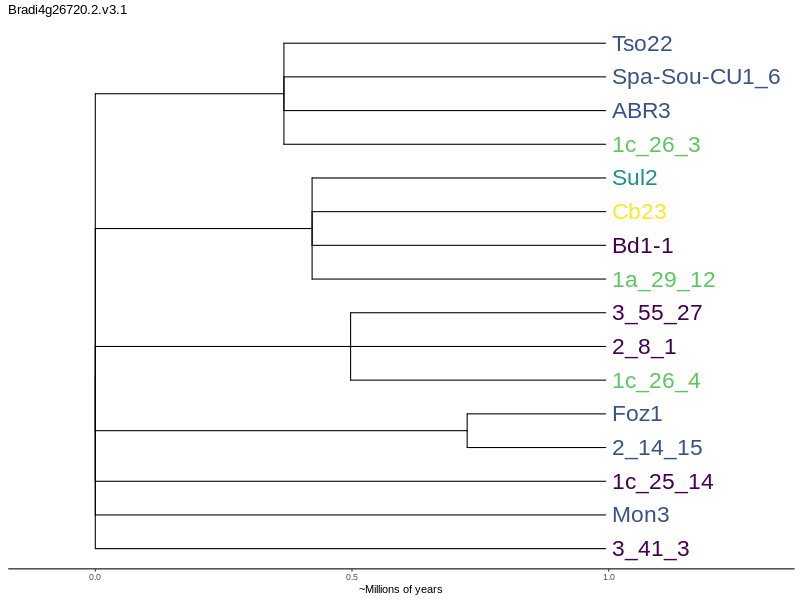 Bradi4g26720.2.v3.1
Tso22
Spa-Sou-CU1_6
ABR3
1c_26_3
Sul2
Cb23
Bd1-1
1a_29_12
3_55_27
2_8_1
1c_26_4
Foz1
2_14_15
1c_25_14
Mon3
3_41_3
0.0 0.5 1.0
~Millions of years